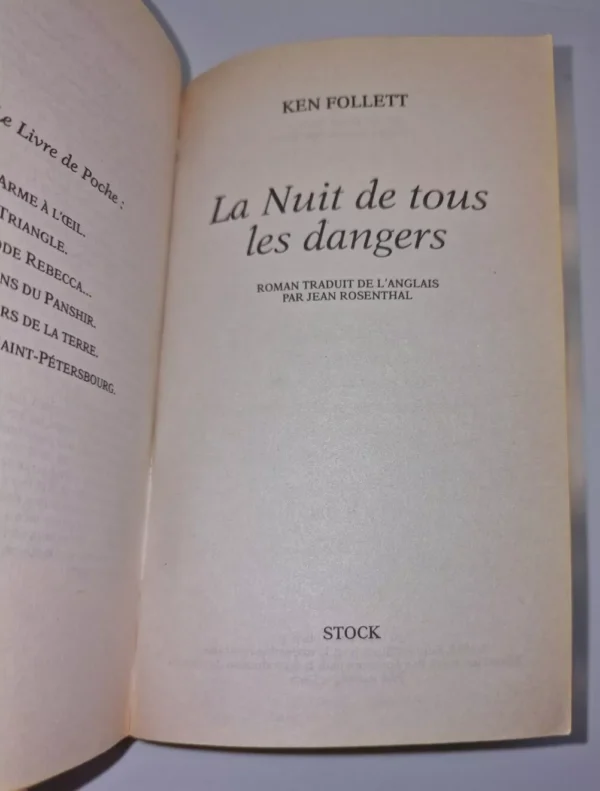 Le Livre de Poche :
ARME À L'ŒIL.
TRIANGLE.
DE REBECCA...
NS DU PANSHIR.
RS DE LA TERRE.
AINT-PÉTERSBOURG.
KEN FOLLETT
La Nuit de tous
les dangers
ROMAN TRADUIT DE L'ANGLAIS
PAR JEAN ROSENTHAL
STOCK